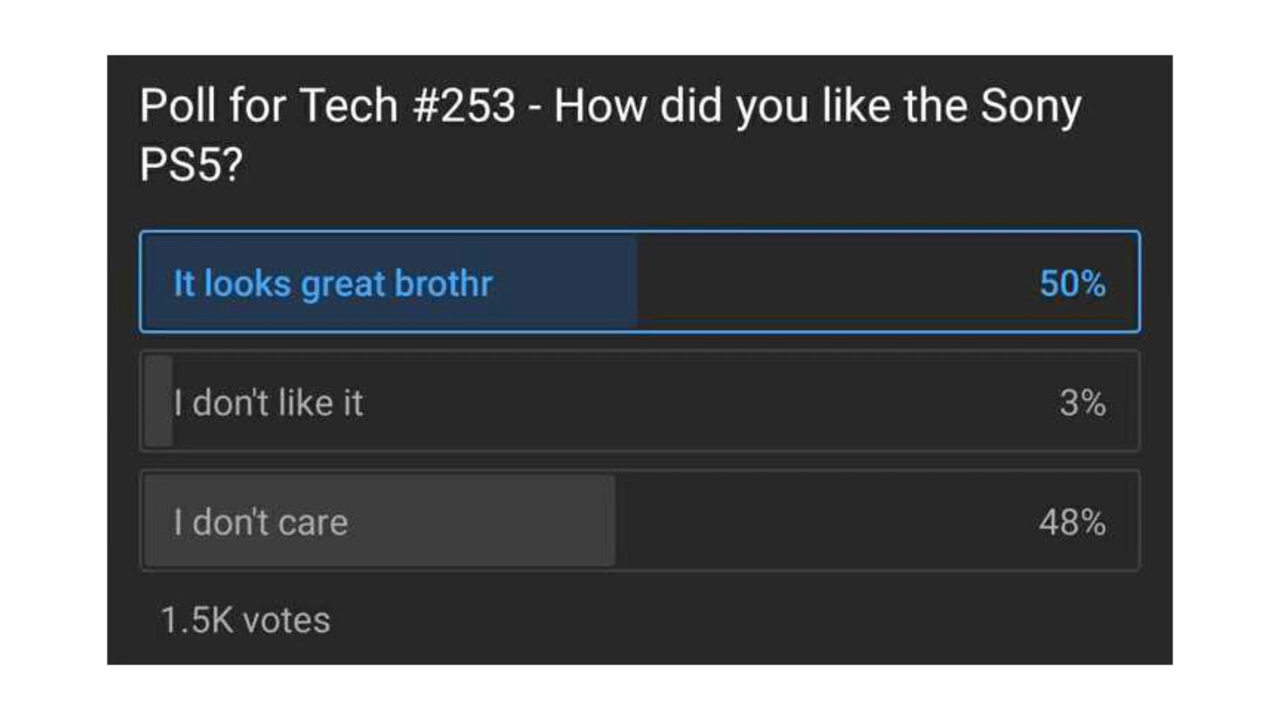 Poll for Tech #253 - How did you like the Sony
PS5?
It looks great brothr 50%
I don't like it 3%
I don't care 48%
1.5K votes